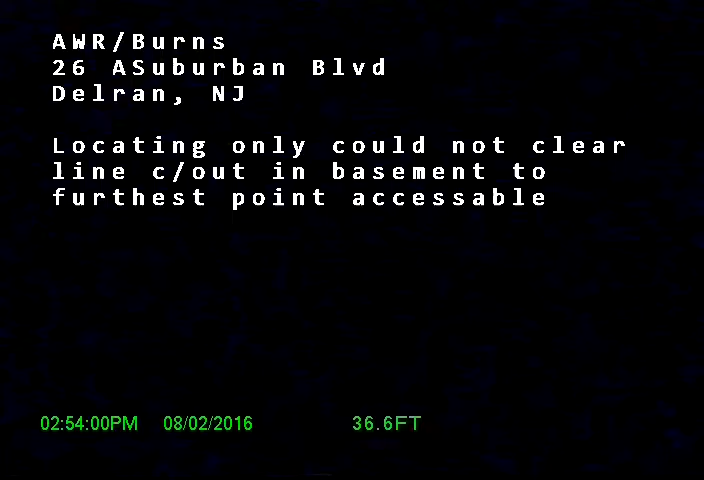 AWR/Burns
26 ASuburban Blvd
Delran, NJ
Locating only could not clear
line c/out in basement to
furthest point accessable
02:54:00PM 08/02/2016 36.6FT